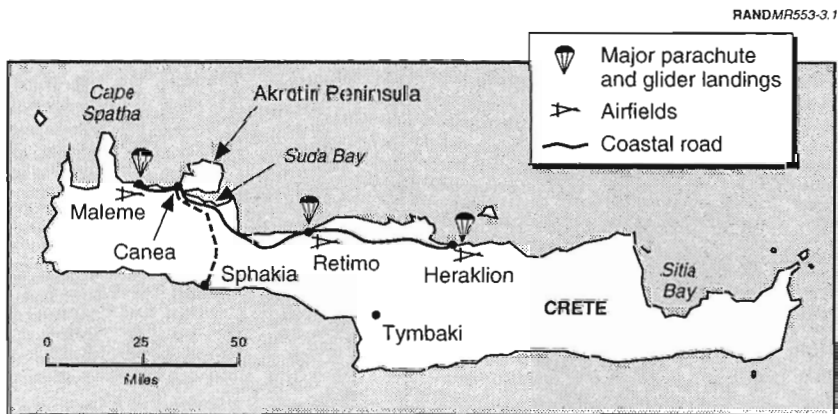 RANDMR553-3.1
Major parachute
and glider landings
Airfields
Coastal road
Cape
Spatha
Akrotiri Peninsula
Suda Bay
Maleme
Canea
Sphakia
Retimo
Heraklion
Sitia
Bay
CRETE
Tymbaki
0 25 50
Miles